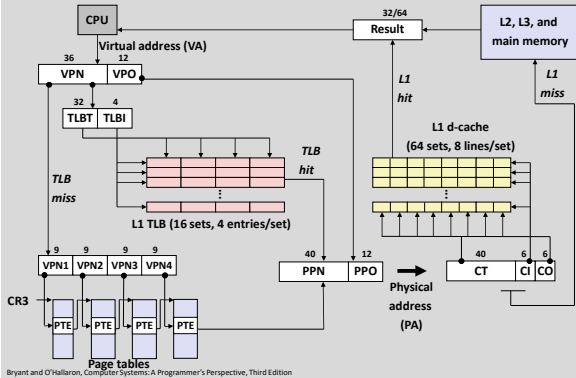 CPU
32/64
Result
L2, L3, and
main memory
Virtual address (VA)
36
12
VPN
VPO
L1
hit
L1
miss
32
4
TLBT
TLBI
TLB
hit
L1 d-cache
(64 sets, 8 lines/set)
...
TLB
miss
...
L1 TLB (16 sets, 4 entries/set)
9
9
9
9
VPN1
VPN2
VPN3
VPN4
40
12
PPN
PPO
Physical
address
(PA)
40
6
6
CT
CI
CO
CR3
PTE
PTE
PTE
PTE
Page tables
Bryant and O'Hallaron, Computer Systems: A Programmer's Perspective, Third Edition